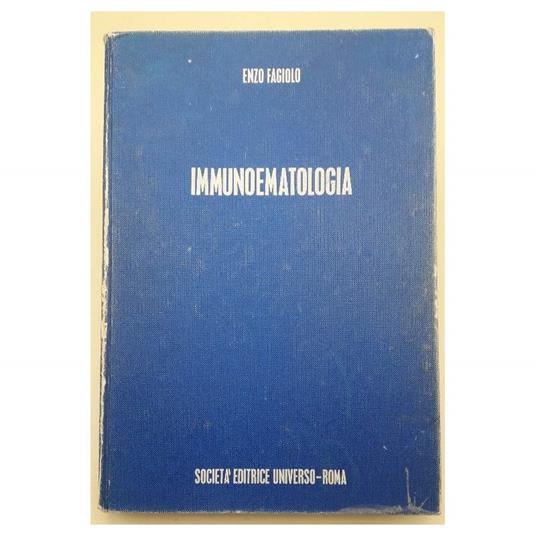 ENZO FAGIOLO
IMMUNOEMATOLOGIA
SOCIETA' EDITRICE UNIVERSO-ROMA